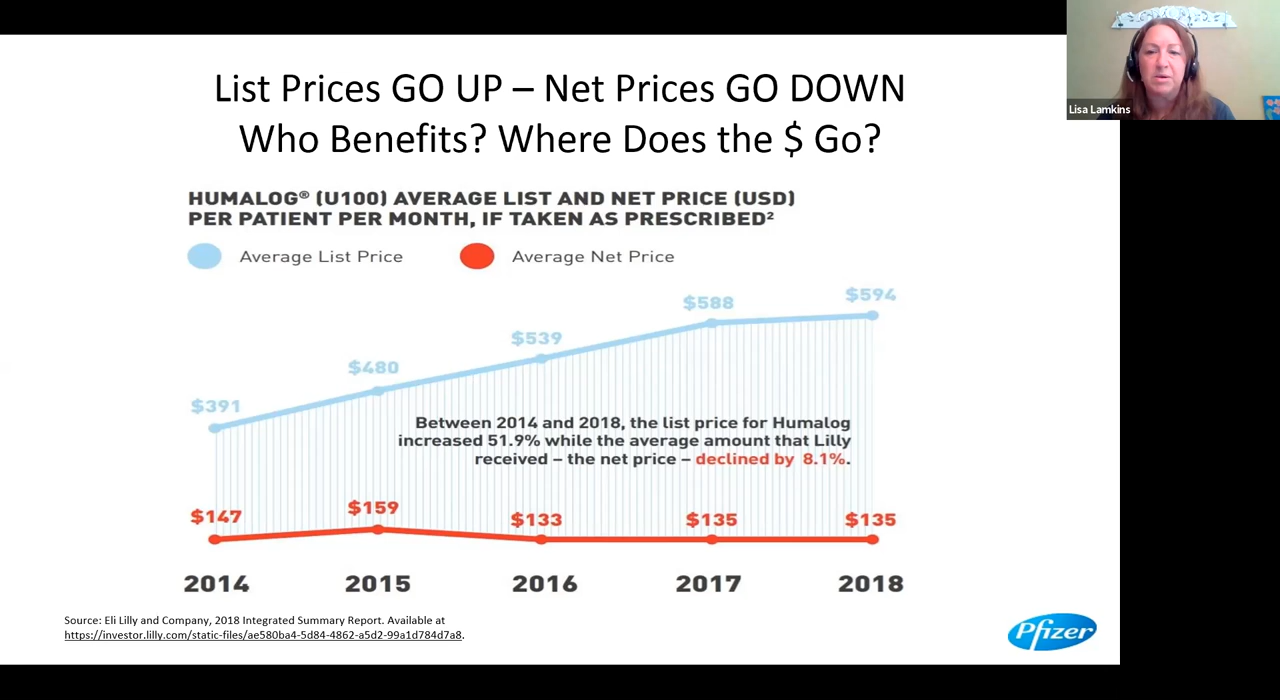 List Prices GO UP – Net Prices GO DOWN
Who Benefits? Where Does the $ Go?
Lisa Lamkins
HUMALOG® (U100) AVERAGE LIST AND NET PRICE (USD)
PER PATIENT PER MONTH, IF TAKEN AS PRESCRIBED²
Average List Price
Average Net Price
$391
$480
$539
$588
$594
Between 2014 and 2018, the list price for Humalog
increased 51.9% while the average amount that Lilly
received – the net price – declined by 8.1%.
$147
$159
$133
$135
$135
2014
2015
2016
2017
2018
Source: Eli Lilly and Company, 2018 Integrated Summary Report. Available at
https://investor.lilly.com/static-files/ae580ba4-5d84-4862-a5d2-99a1d784d7a8.
Pfizer